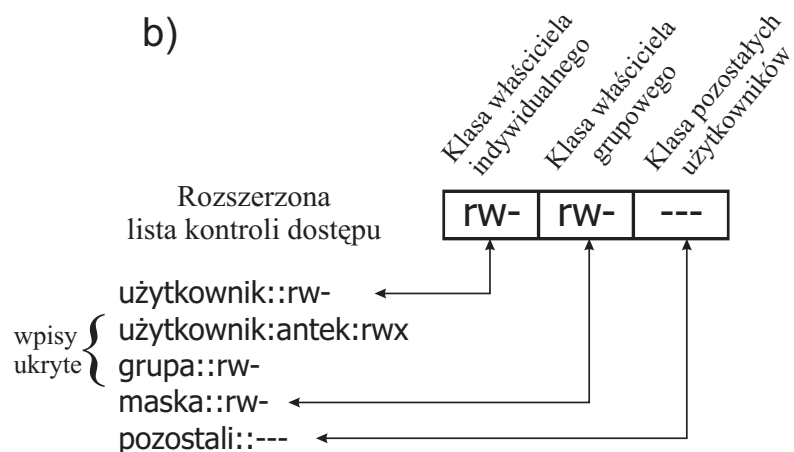 b)
Klasa właściciela
indywidualnego
Klasa właściciela
grupowego
Klasa pozostałych
użytkowników
Rozszerzona
lista kontroli dostępu
rw- rw- ---
użytkownik::rw-
wpisy
ukryte
użytkownik:antek:rwx
grupa::rw-
maska::rw-
pozostali::---